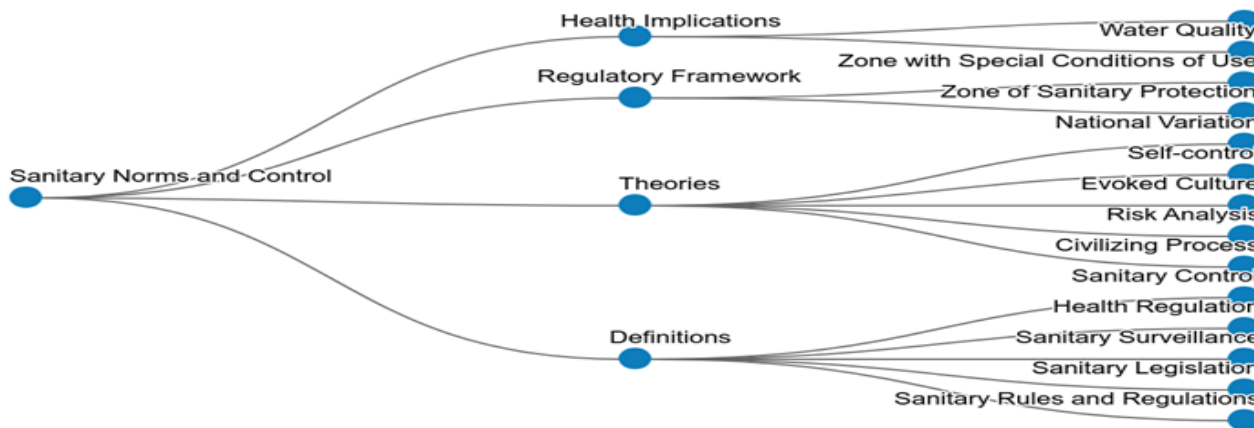 Sanitary Norms and Control
Health Implications
Regulatory Framework
Theories
Definitions
Water Quality
Zone with Special Conditions of Use
Zone of Sanitary Protection
National Variation
Self-control
Evoked Culture
Risk Analysis
Civilizing Process
Sanitary Control
Health Regulation
Sanitary Surveillance
Sanitary Legislation
Sanitary Rules and Regulations